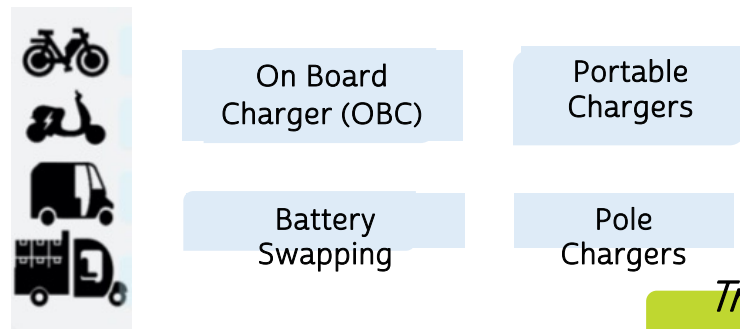 On Board
Charger (OBC)
Portable
Chargers
Battery
Swapping
Pole
Chargers